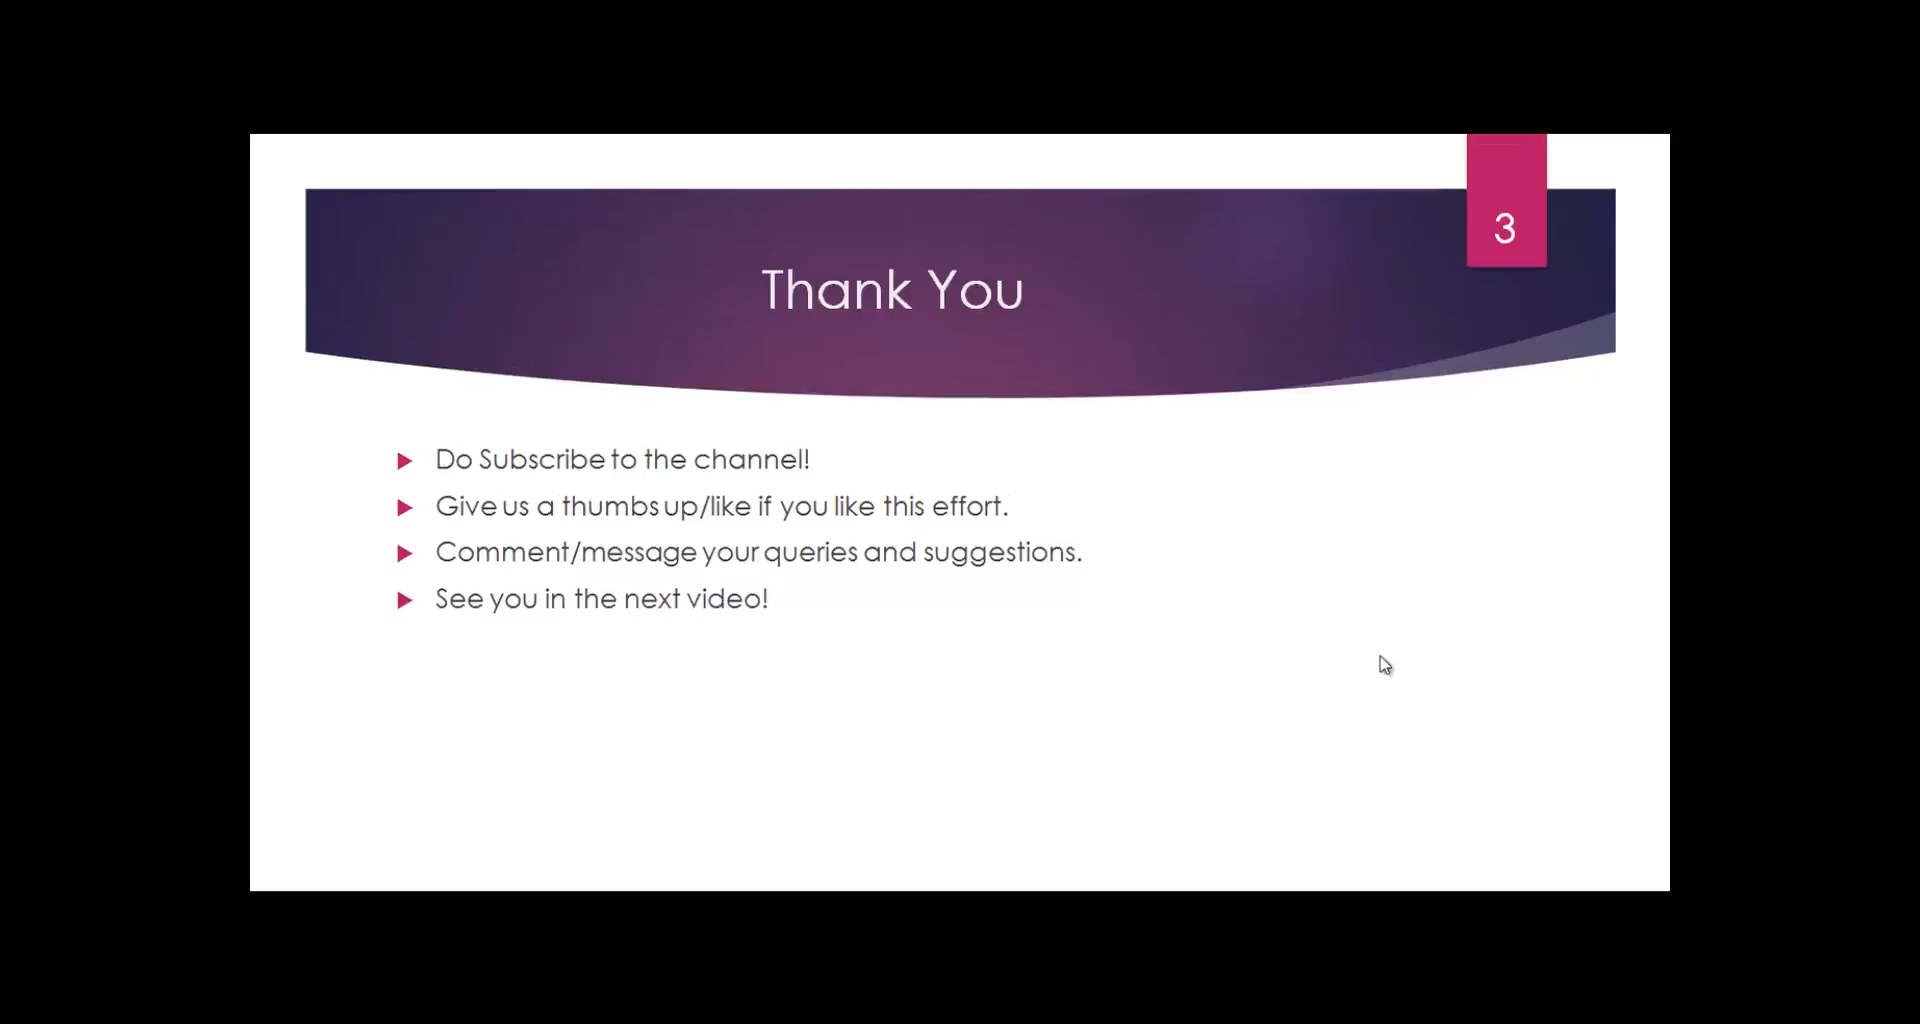 3
Thank You
Do Subscribe to the channel!
Give us a thumbs up/like if you like this effort.
Comment/message your queries and suggestions.
See you in the next video!